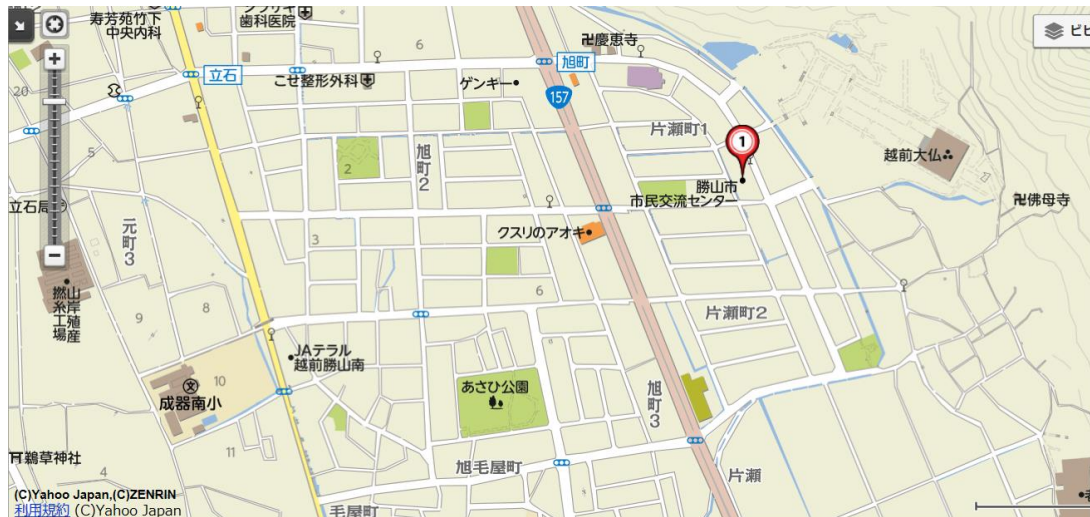 寿芳苑竹下
中央内科
歯科医院
6
卍慶恵寺
立石
旭町
こせ整形外科
ゲンキー
157
20
5
片瀬町1
1
越前大仏
2
旭町2
勝山市
市民交流センター
卍佛母寺
立石局
元町3
3
クスリのアオキ
山岸殖産
撚糸工場
8
9
6
片瀬町2
JAテラル
越前勝山南
10
文
成器南小
あさひ公園
旭町3
11
鵜草神社
4
旭毛屋町
片瀬
(C)Yahoo Japan,(C)ZENRIN
利用規約 (C)Yahoo Japan
毛屋町